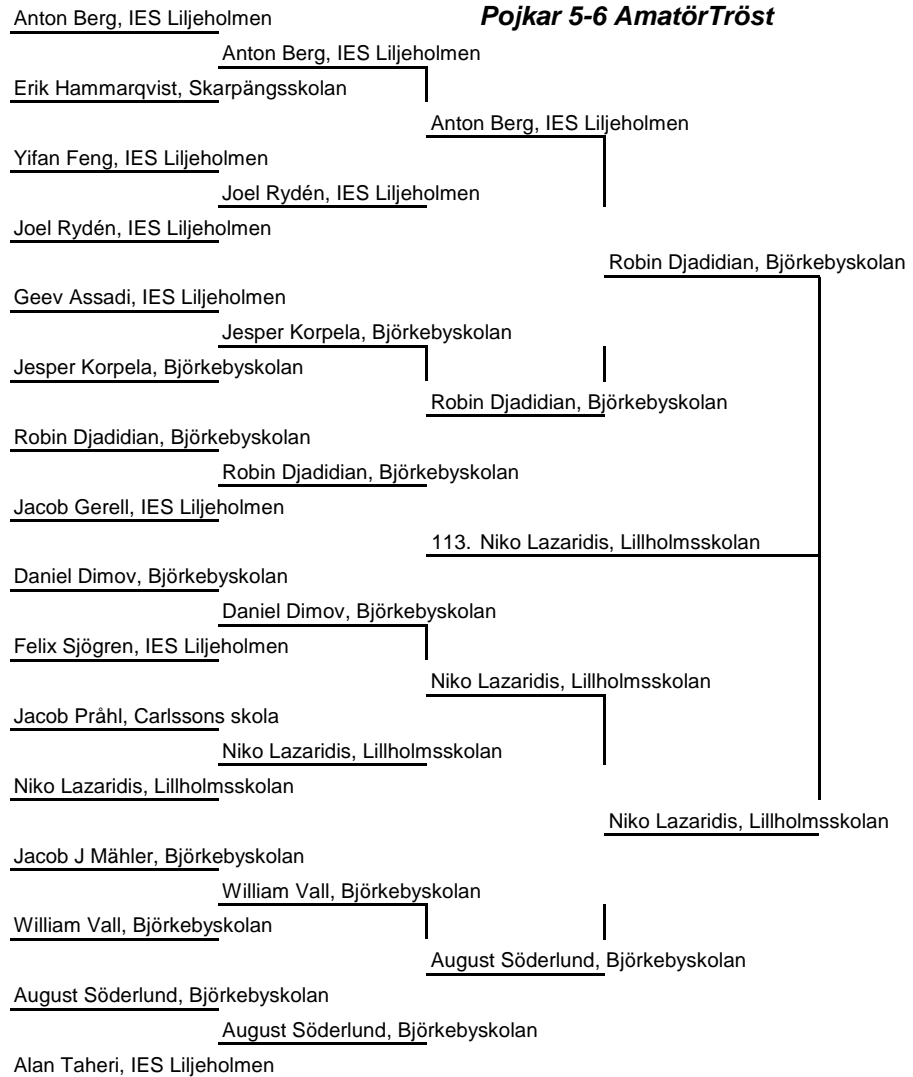 Pojkar 5-6 AmatörTröst
Anton Berg, IES Liljeholmen
Anton Berg, IES Liljeholmen
Erik Hammarqvist, Skarpängsskolan
Anton Berg, IES Liljeholmen
Yifan Feng, IES Liljeholmen
Joel Rydén, IES Liljeholmen
Joel Rydén, IES Liljeholmen
Robin Djadidian, Björkebyskolan
Geev Assadi, IES Liljeholmen
Jesper Korpela, Björkebyskolan
Jesper Korpela, Björkebyskolan
Robin Djadidian, Björkebyskolan
Robin Djadidian, Björkebyskolan
Robin Djadidian, Björkebyskolan
Jacob Gerell, IES Liljeholmen
113. Niko Lazaridis, Lillholmsskolan
Daniel Dimov, Björkebyskolan
Daniel Dimov, Björkebyskolan
Felix Sjögren, IES Liljeholmen
Niko Lazaridis, Lillholmsskolan
Jacob Pråhl, Carlssons skola
Niko Lazaridis, Lillholmsskolan
Niko Lazaridis, Lillholmsskolan
Niko Lazaridis, Lillholmsskolan
Jacob J Mähler, Björkebyskolan
William Vall, Björkebyskolan
William Vall, Björkebyskolan
August Söderlund, Björkebyskolan
August Söderlund, Björkebyskolan
August Söderlund, Björkebyskolan
Alan Taheri, IES Liljeholmen